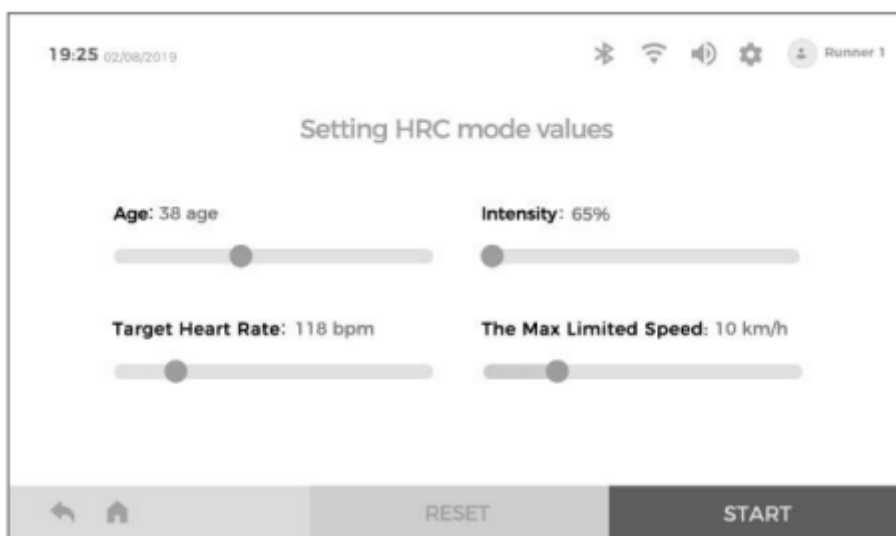 19:25 02/08/2019 Runner 1
Setting HRC mode values
Age: 38 age Intensity: 65%
Target Heart Rate: 118 bpm The Max Limited Speed: 10 km/h
RESET START